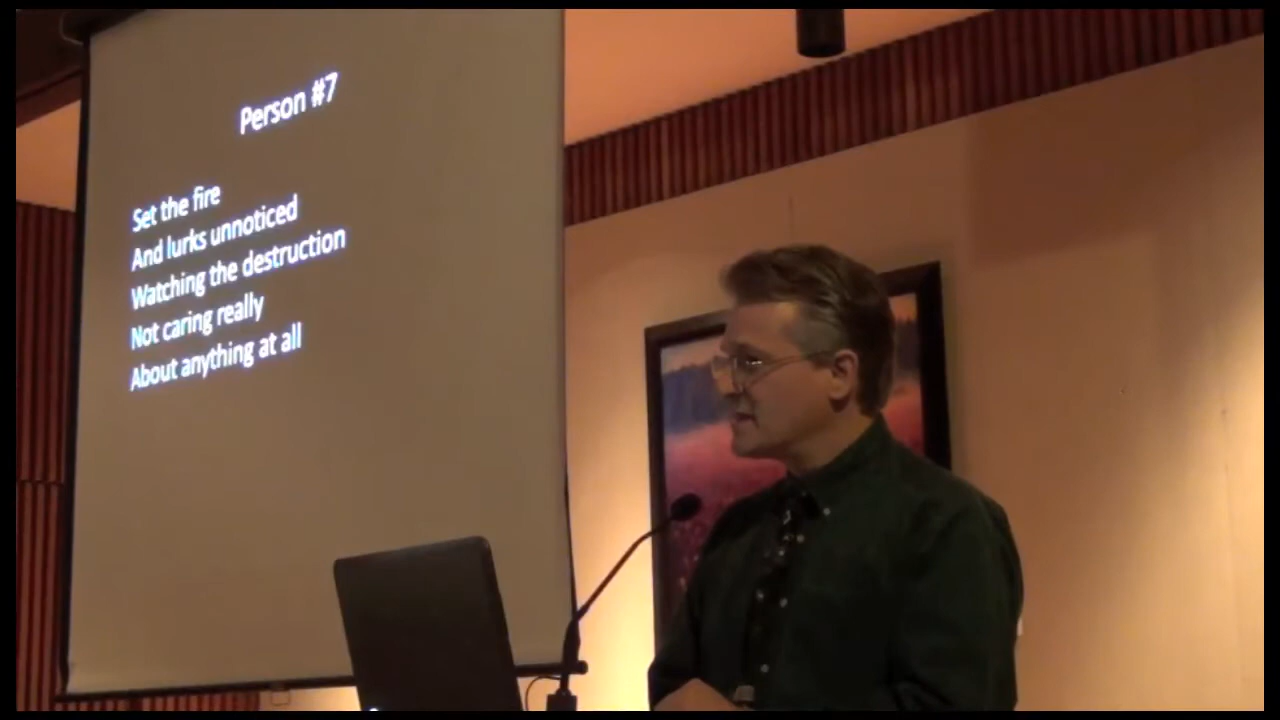 Person #7
Set the fire
And lurks unnoticed
Watching the destruction
Not caring really
About anything at all